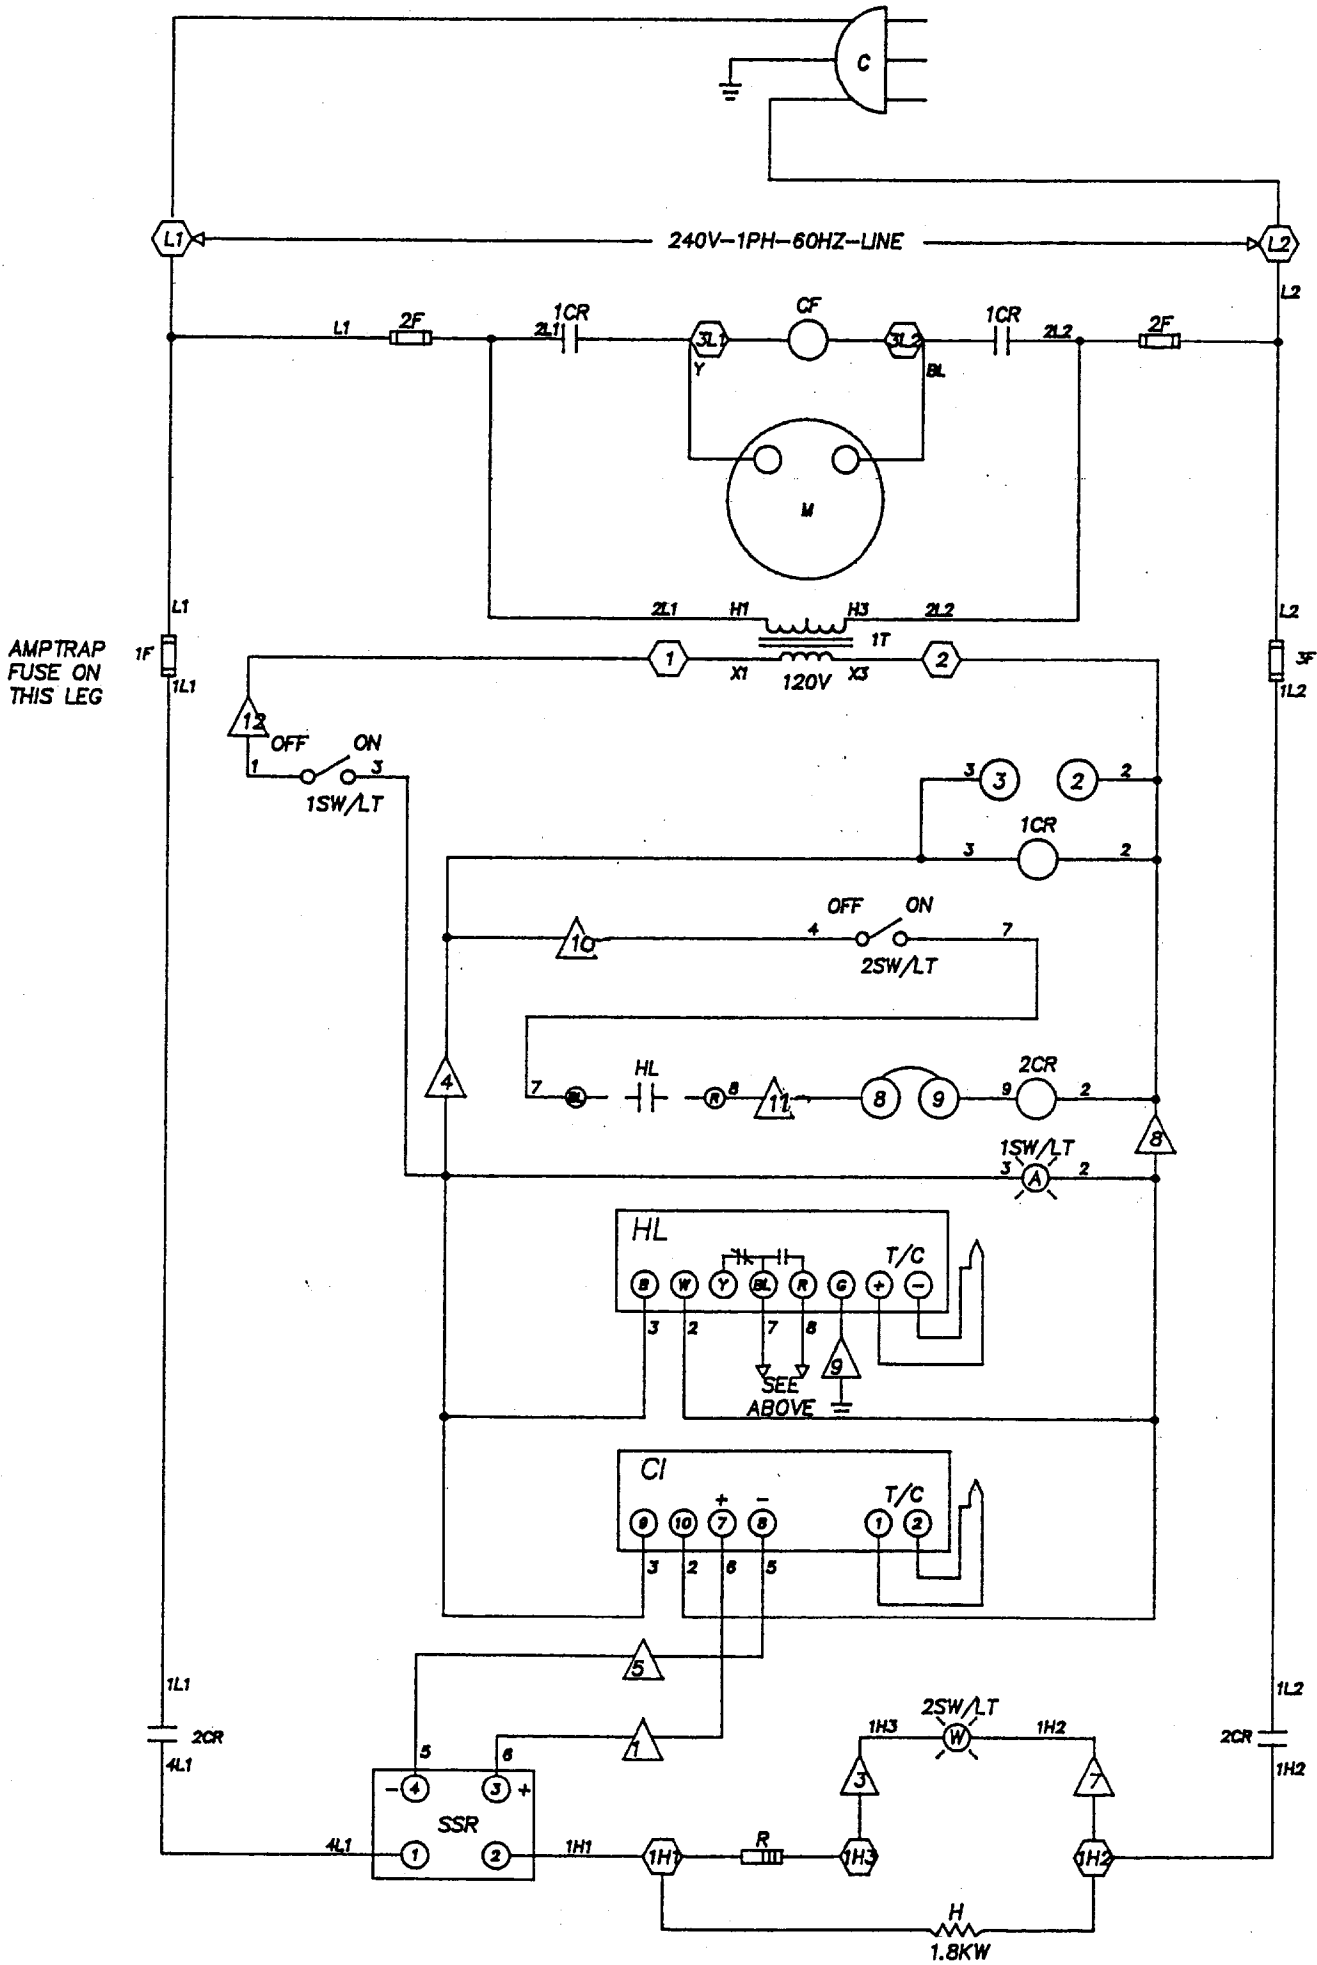 C
L1 240V-1PH-60HZ-LINE L2
L2
L1 2F 2L1 1CR 3L1 CF 3L2 1CR 2L2 2F
Y BL
M
L1 2L1 H1 H3 2L2 L2
1T
AMPTRAP
FUSE ON
THIS LEG
1F
1L1
3F
1L2
1 X1 120V X3 2
12
OFF ON
1 3
1SW/LT
3 3 2 2
1CR
3 2
OFF ON
10 4 7
2SW/LT
4
HL 2CR
7 BL R 8 11 8 9 9 2
8
1SW/LT
3 A 2
HL T/C
B W Y BL R G + -
3 2 7 8
9
SEE
ABOVE
CI T/C
+ -
9 10 7 8 1 2
3 2 6 5
5
1L1 1L2
2CR 2CR
4L1 1H2
1
2SW/LT
1H3 W 1H2
5 6
3 7
- 4 3 +
SSR
4L1 1 2 1H1 1H1 R 1H3 1H2
H
1.8KW